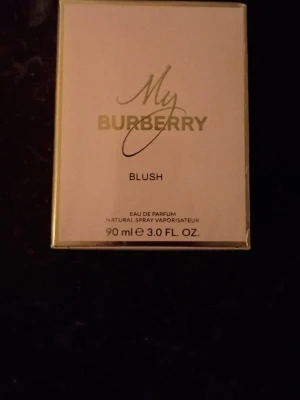 My
BURBERRY
BLUSH
EAU DE PARFUM
NATURAL SPRAY VAPORISATEUR
90 ml ℮ 3.0 FL. OZ.